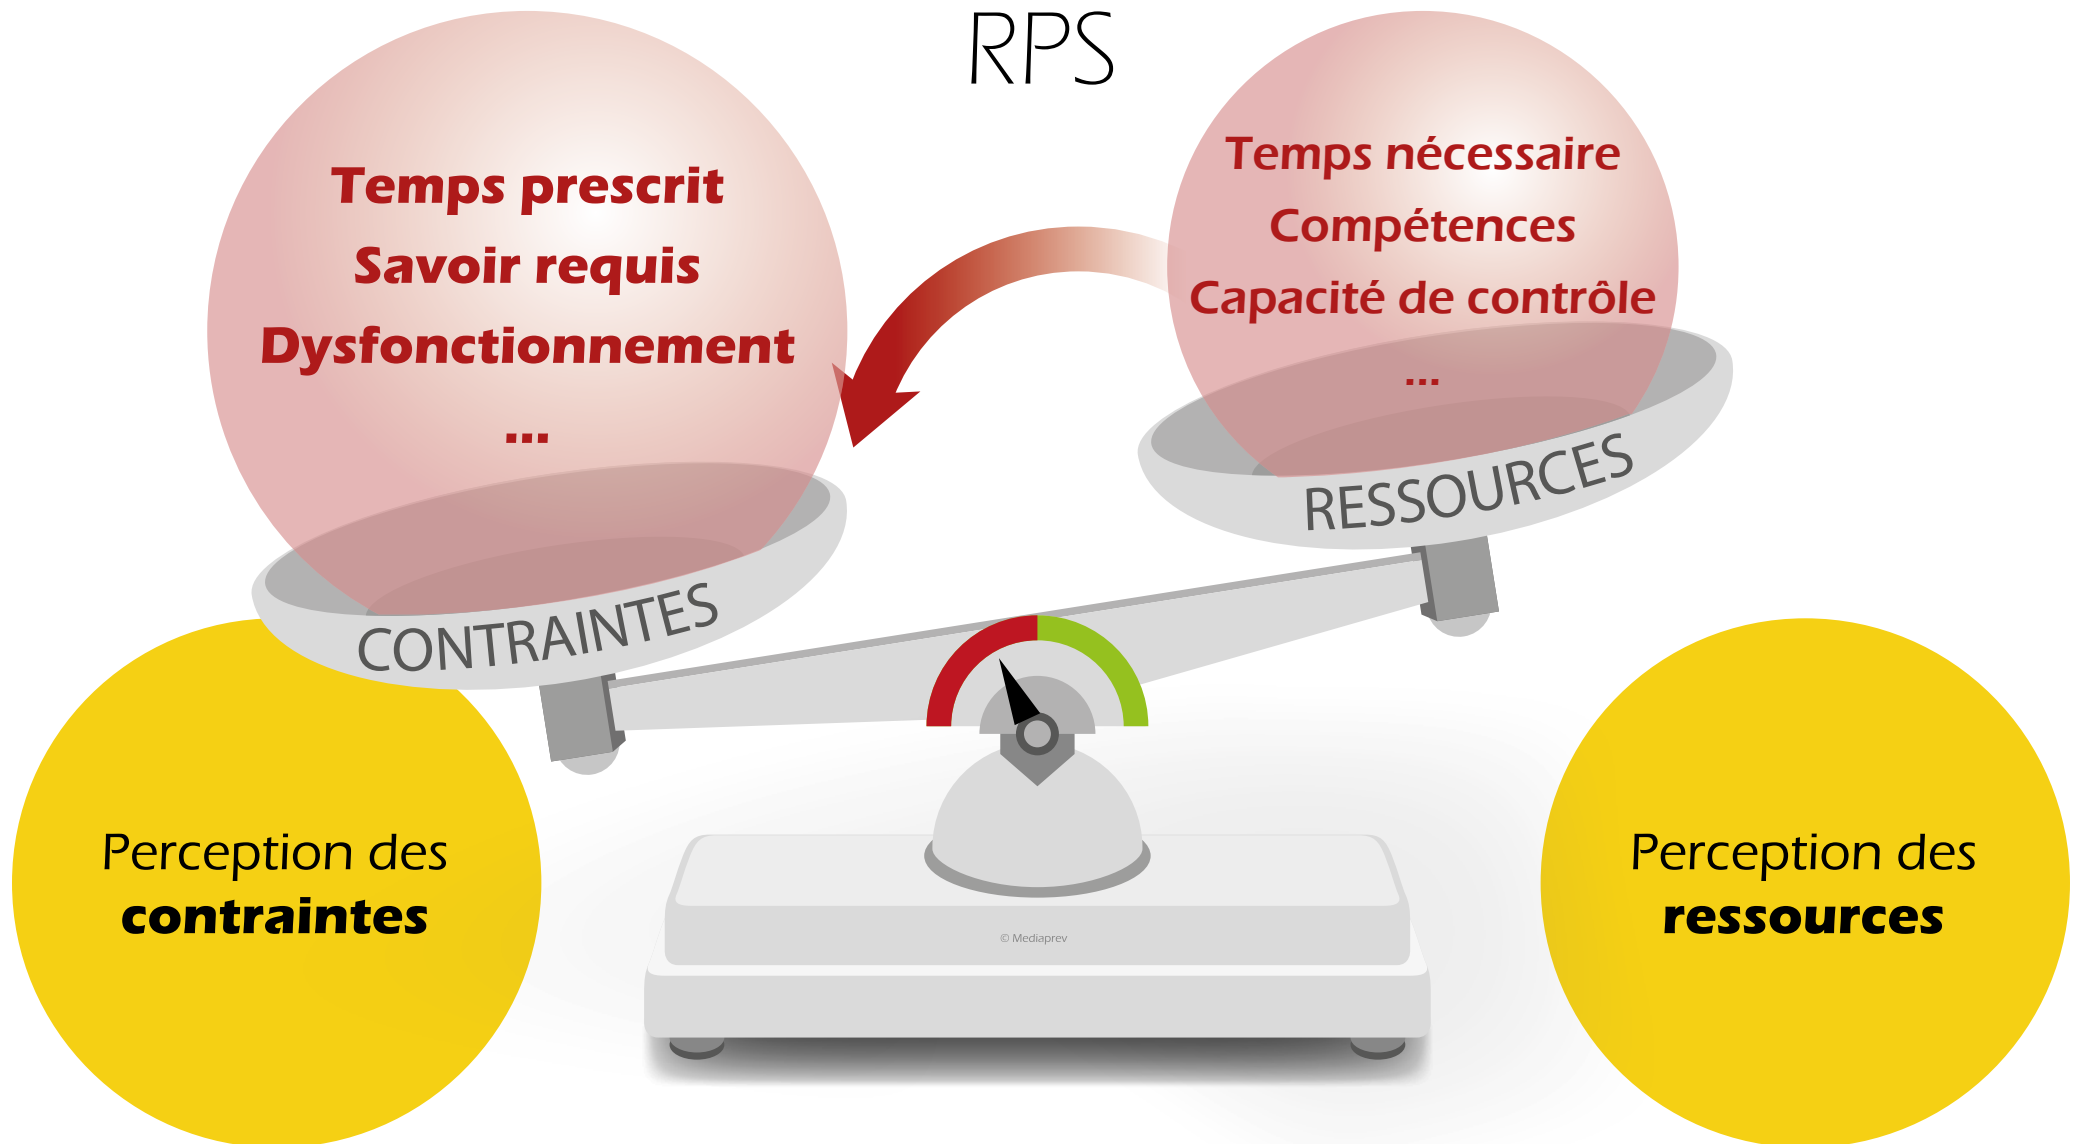 RPS
Temps prescrit
Savoir requis
Dysfonctionnement
...
Temps nécessaire
Compétences
Capacité de contrôle
...
CONTRAINTES
RESSOURCES
Perception des
contraintes
Perception des
ressources
© Mediaprev